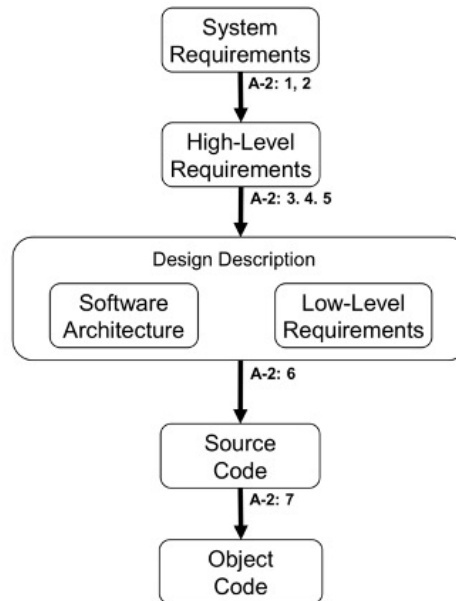 System
Requirements
A-2: 1, 2
High-Level
Requirements
A-2: 3. 4. 5
Design Description
Software
Architecture
Low-Level
Requirements
A-2: 6
Source
Code
A-2: 7
Object
Code